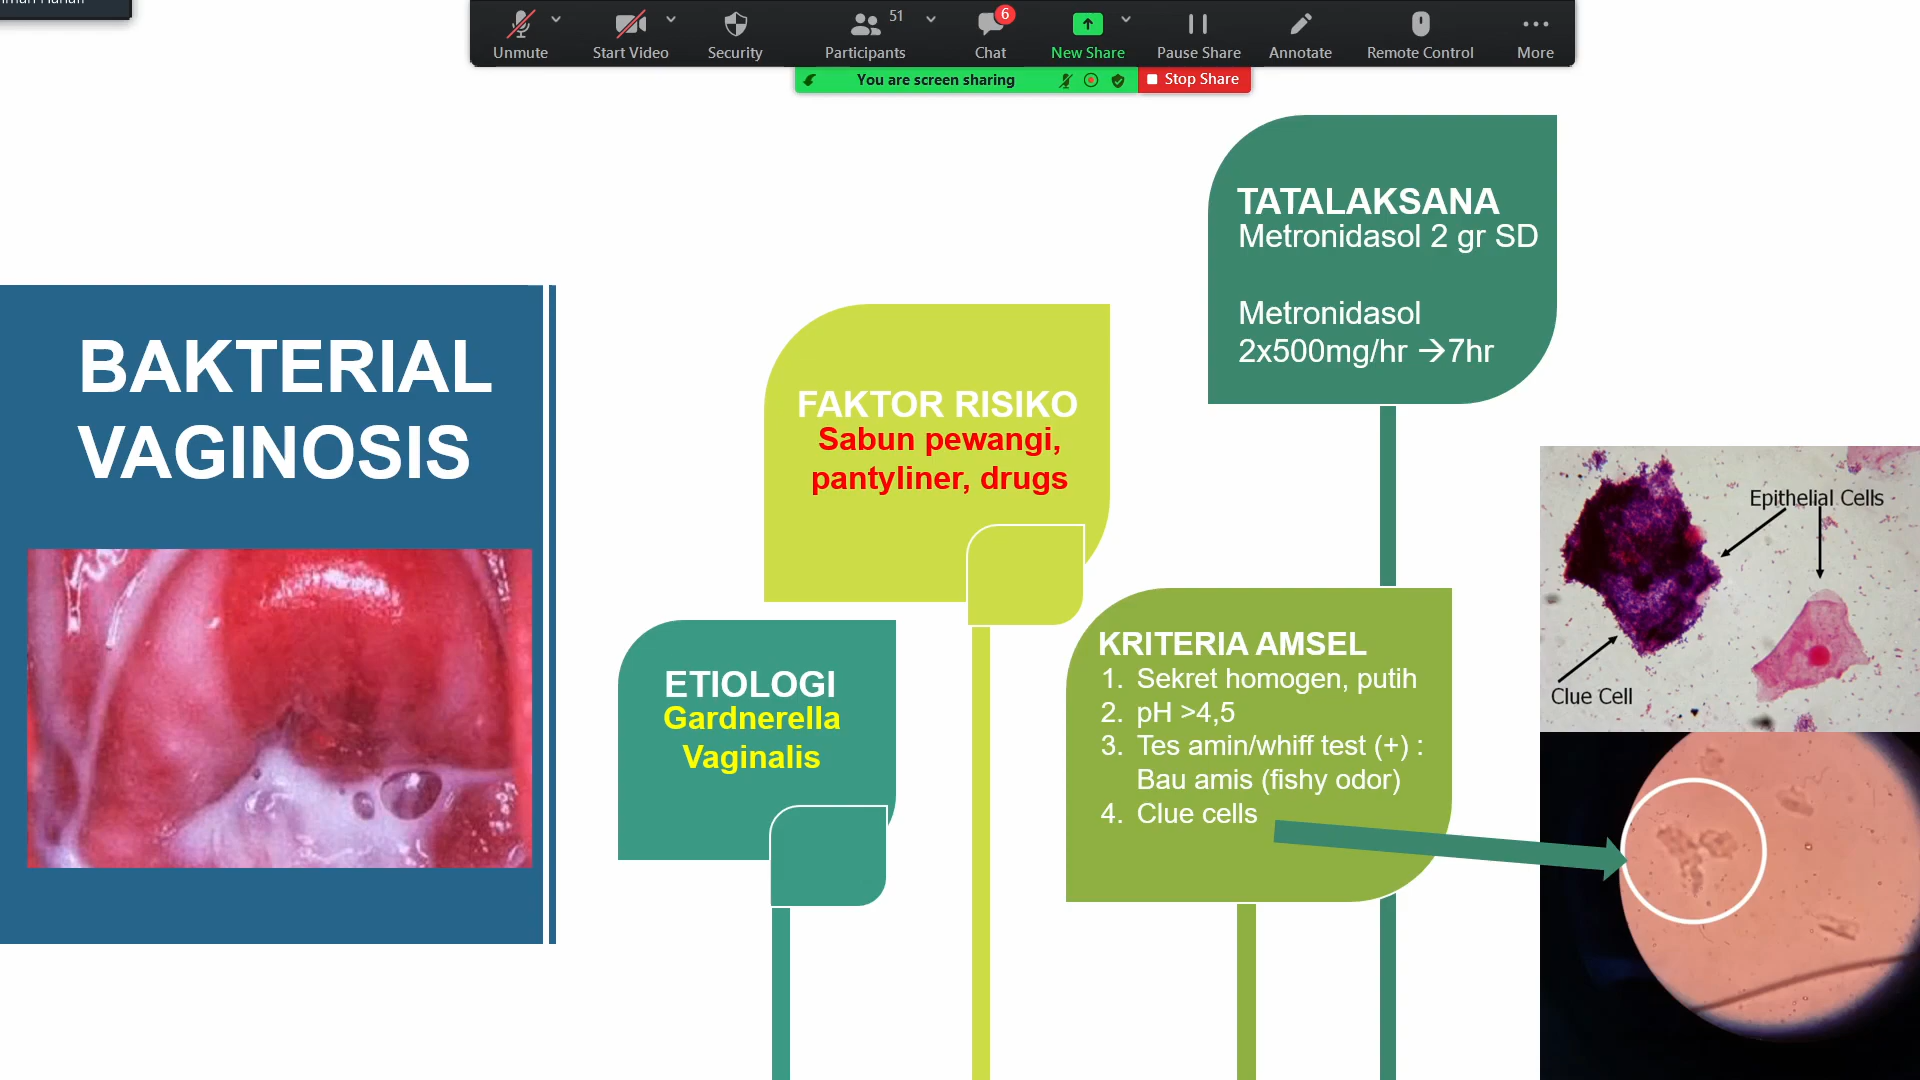 51
6
Unmute
Start Video
Security
Participants
Chat
New Share
Pause Share
Annotate
Remote Control
More
You are screen sharing
Stop Share
BAKTERIAL
VAGINOSIS
ETIOLOGI
Gardnerella
Vaginalis
FAKTOR RISIKO
Sabun pewangi,
pantyliner, drugs
KRITERIA AMSEL
1. Sekret homogen, putih
2. pH >4,5
3. Tes amin/whiff test (+) :
Bau amis (fishy odor)
4. Clue cells
TATALAKSANA
Metronidasol 2 gr SD
Metronidasol
2x500mg/hr →7hr
Epithelial Cells
Clue Cell